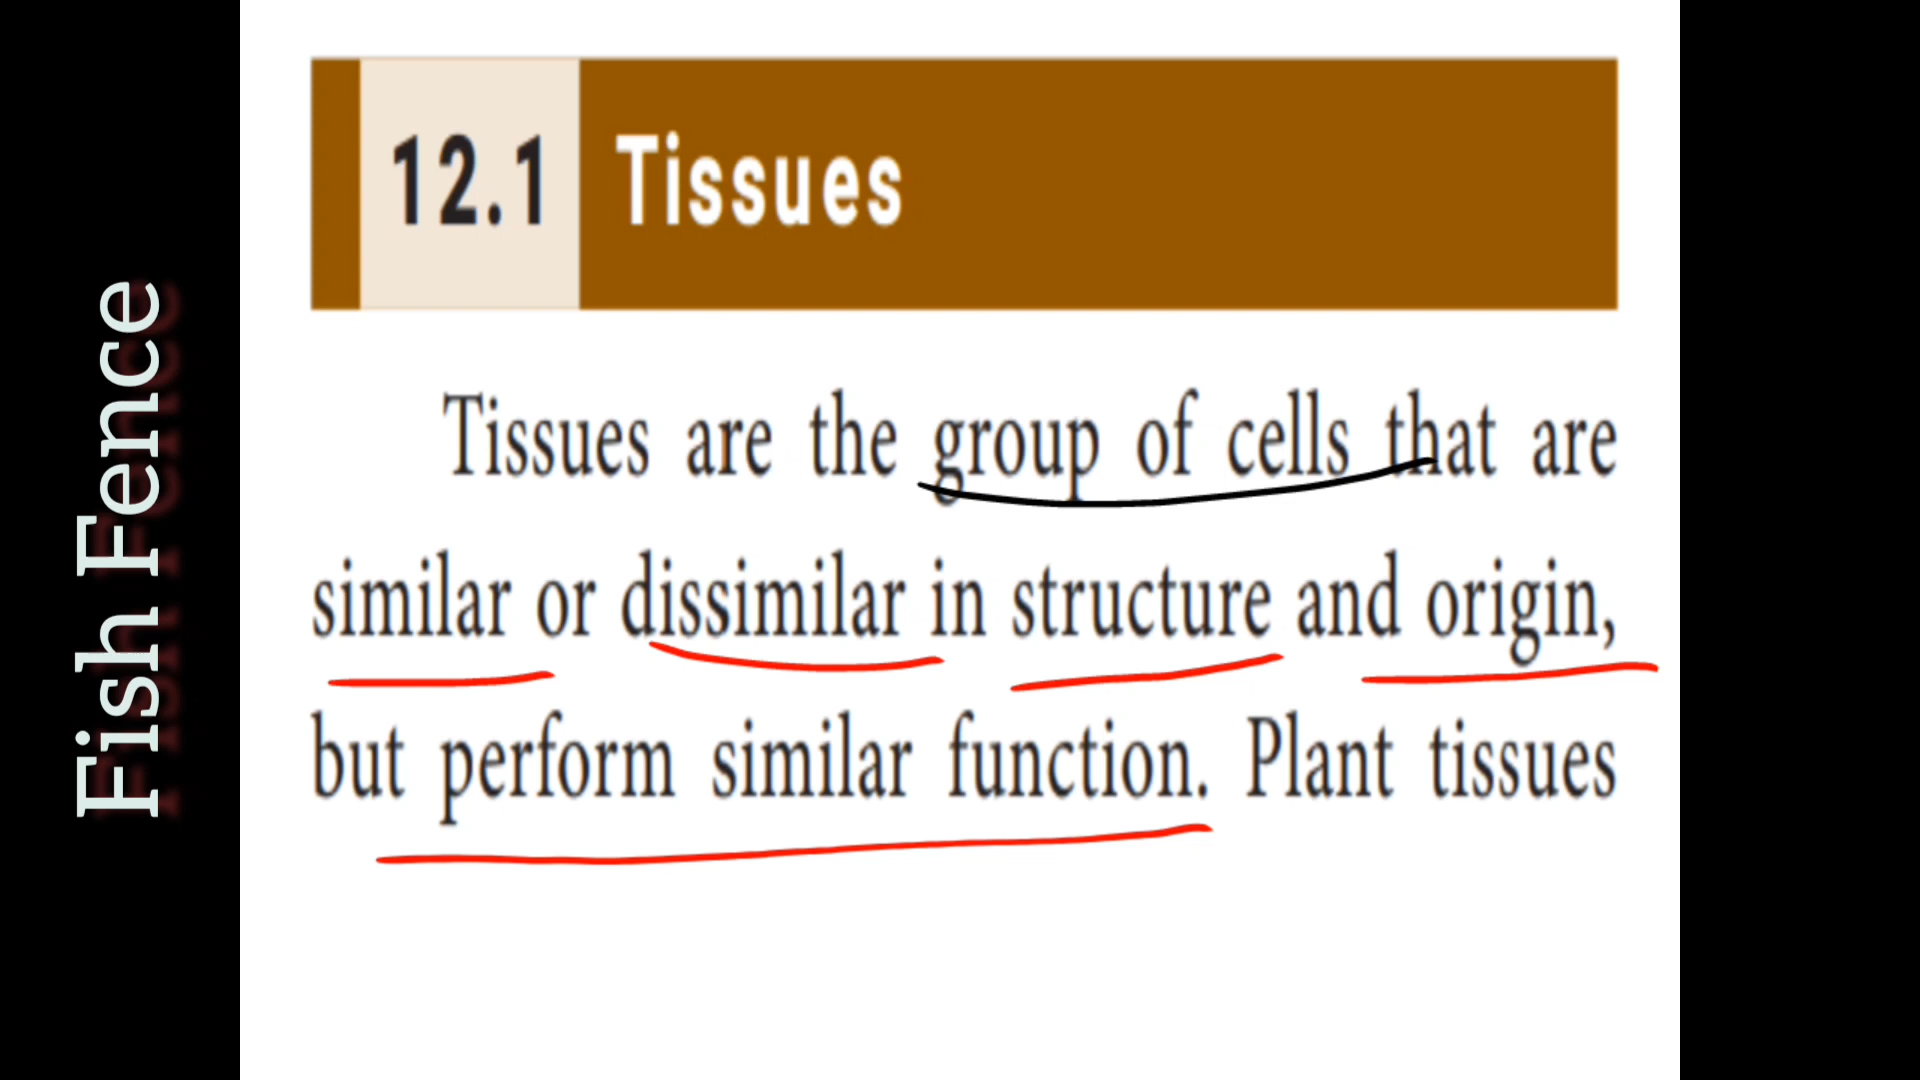 Fish Fence
12.1 Tissues
Tissues are the group of cells that are
similar or dissimilar in structure and origin,
but perform similar function. Plant tissues